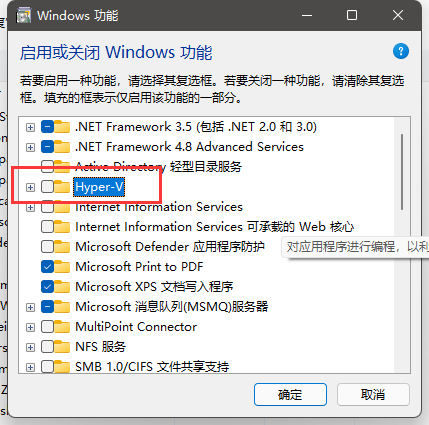 Windows 功能
启用或关闭 Windows 功能
若要启用一种功能，请选择其复选框。若要关闭一种功能，请清除其复选
框。填充的框表示仅启用该功能的一部分。
.NET Framework 3.5 (包括 .NET 2.0 和 3.0)
.NET Framework 4.8 Advanced Services
Active Directory 轻型目录服务
Hyper-V
Internet Information Services
Internet Information Services 可承载的 Web 核心
Microsoft Defender 应用程序防护
对应用程序进行编程，以利
Microsoft Print to PDF
Microsoft XPS 文档写入程序
Microsoft 消息队列(MSMQ)服务器
MultiPoint Connector
NFS 服务
SMB 1.0/CIFS 文件共享支持
确定
取消